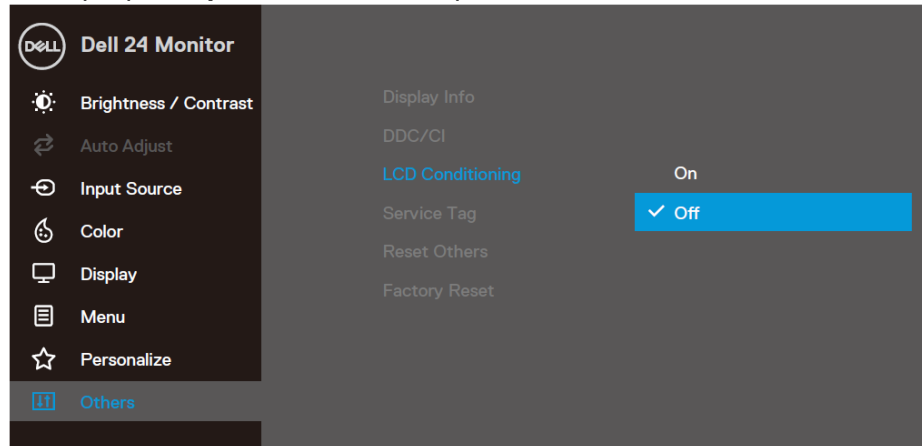 DELL
Dell 24 Monitor
Brightness / Contrast
Auto Adjust
Input Source
Color
Display
Menu
Personalize
Others
Display Info
DDC/CI
LCD Conditioning
Service Tag
Reset Others
Factory Reset
On
Off